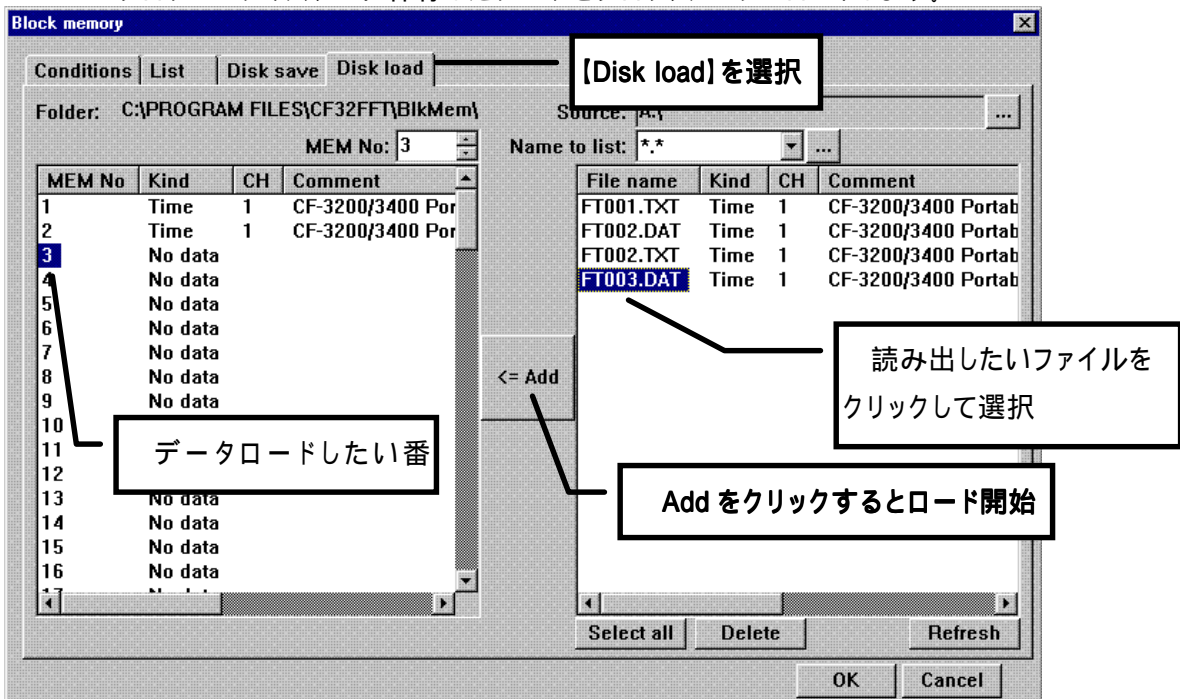 Block memory
Conditions List Disk save Disk load
【Disk load】を選択
Folder: C:\PROGRAM FILES\CF32FFT\BlkMem\
Source: A:\ ...
MEM No: 3
Name to list: *.* ...
MEM No Kind CH Comment
1 Time 1 CF-3200/3400 Por
2 Time 1 CF-3200/3400 Por
3 No data
4 No data
5 No data
6 No data
7 No data
8 No data
9 No data
10
11
12
13 No data
14 No data
15 No data
16 No data
データロードしたい番
<= Add
File name Kind CH Comment
FT001.TXT Time 1 CF-3200/3400 Portab
FT002.DAT Time 1 CF-3200/3400 Portab
FT002.TXT Time 1 CF-3200/3400 Portab
FT003.DAT Time 1 CF-3200/3400 Portab
読み出したいファイルを
クリックして選択
Add をクリックするとロード開始
Select all Delete Refresh
OK Cancel